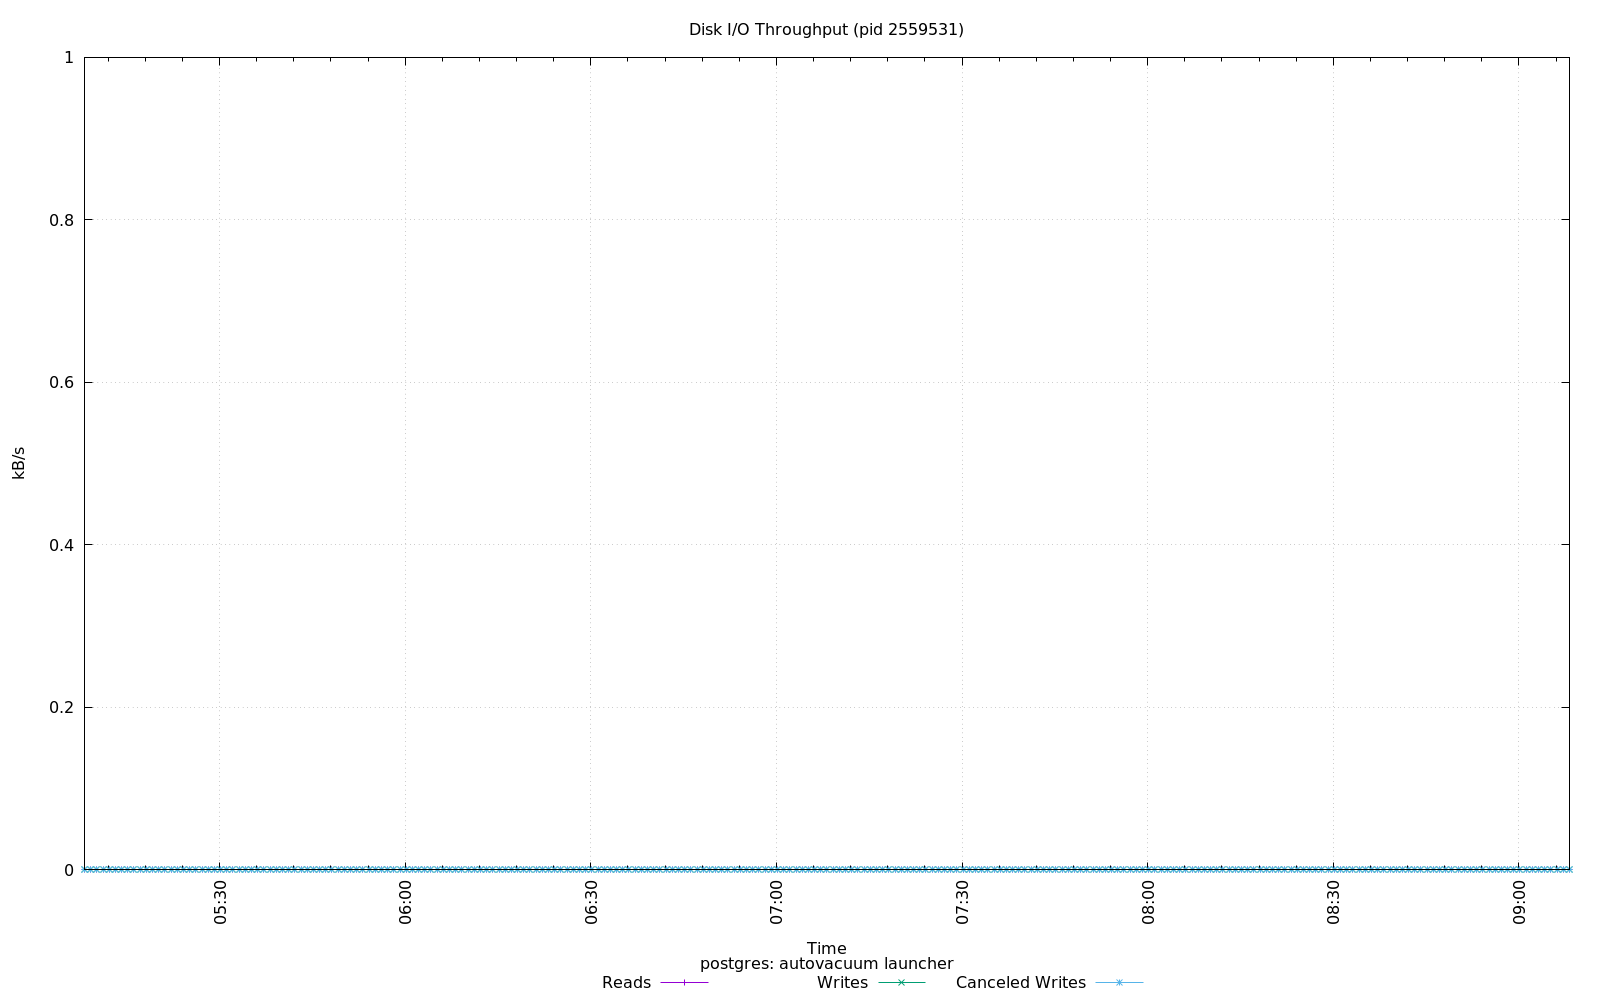 Disk I/O Throughput (pid 2559531)
1
0.8
0.6
0.4
0.2
0
kB/s
05:30 06:00 06:30 07:00 07:30 08:00 08:30 09:00
Time
postgres: autovacuum launcher
Reads Writes Canceled Writes